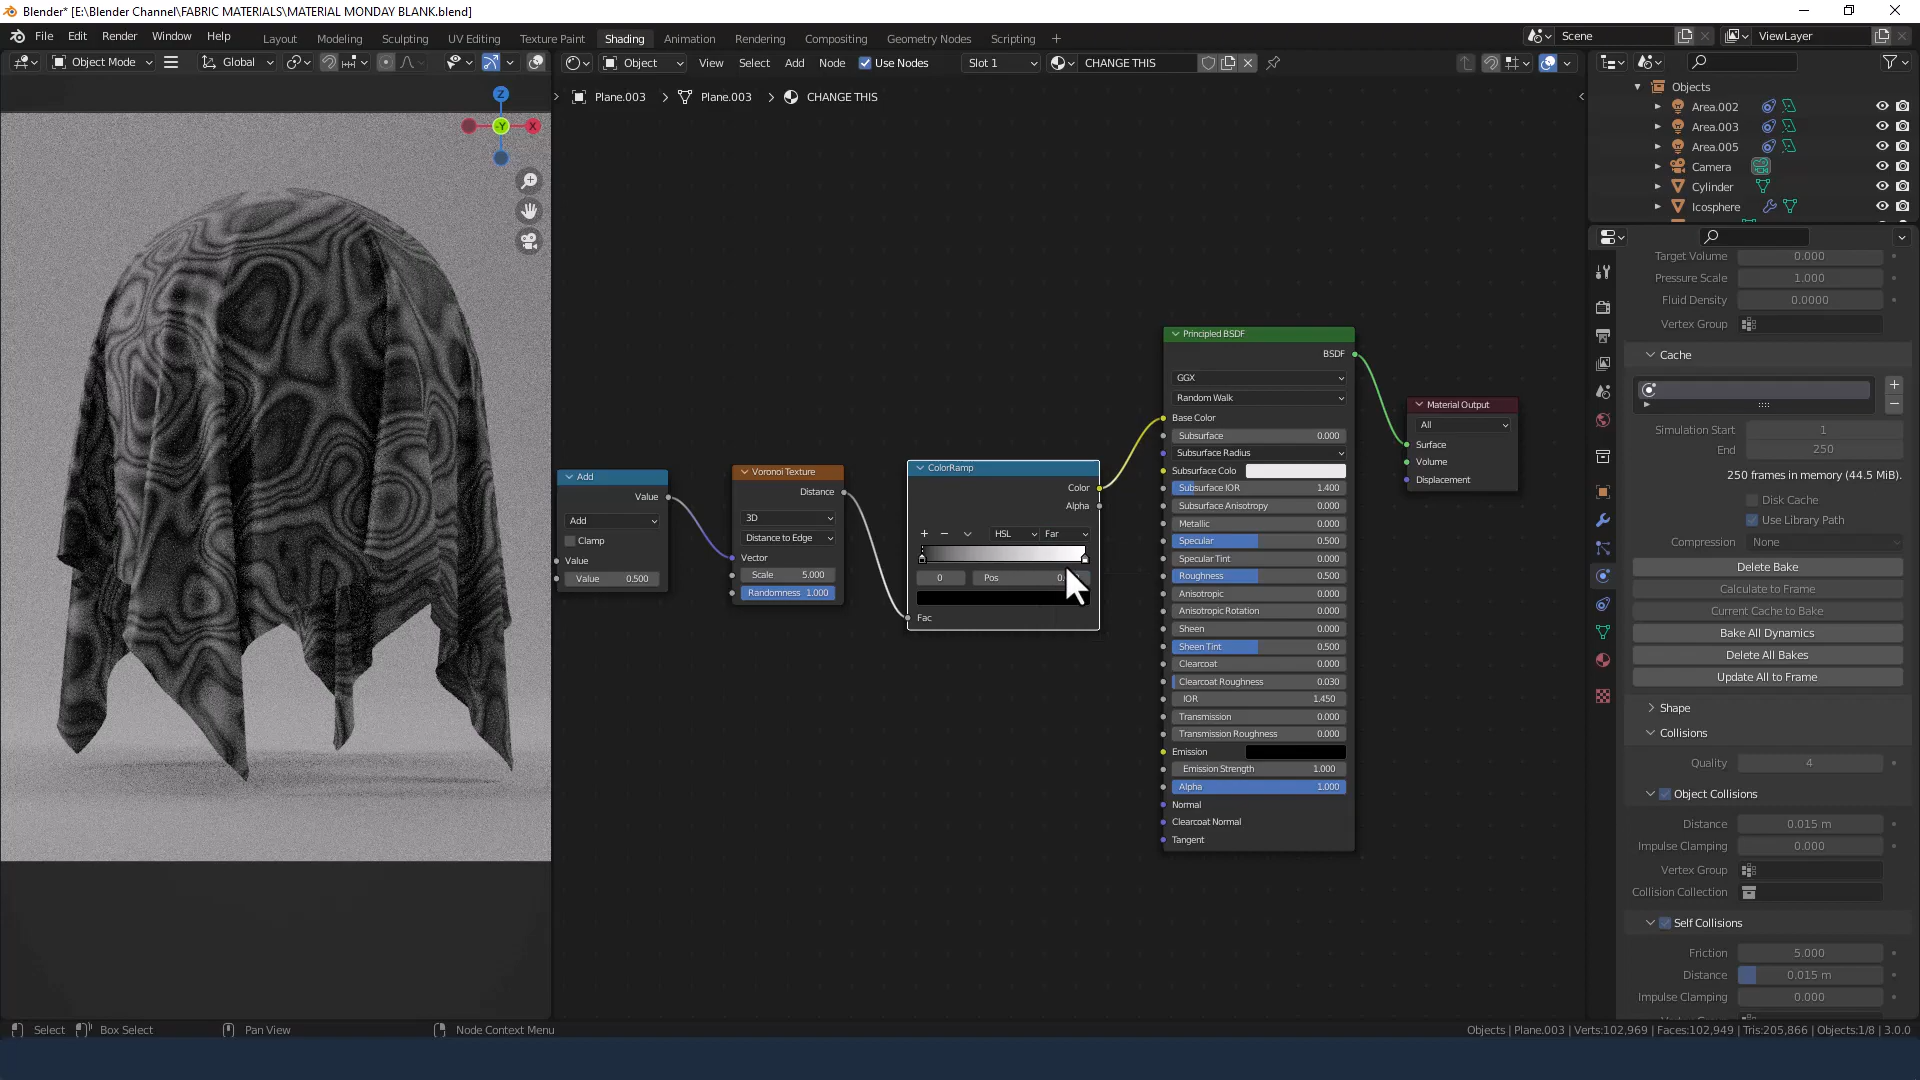 Blender* [E:\Blender Channel\FABRIC MATERIALS\MATERIAL MONDAY BLANK.blend]
File Edit Render Window Help Layout Modeling Sculpting UV Editing Texture Paint Shading Animation Rendering Compositing Geometry Nodes Scripting + Scene ViewLayer
Object Mode Global Object View Select Add Node Use Nodes Slot 1 CHANGE THIS
Plane.003 > Plane.003 > CHANGE THIS
Z
-Y X
Objects
Area.002
Area.003
Area.005
Camera
Cylinder
Icosphere
Add
Value
Add
Clamp
Value
Value 0.500
Voronoi Texture
Distance
3D
Distance to Edge
Vector
Scale 5.000
Randomness 1.000
ColorRamp
Color
Alpha
HSL Far
0 Pos
Fac
Principled BSDF
BSDF
GGX
Random Walk
Base Color
Subsurface 0.000
Subsurface Radius
Subsurface Colo
Subsurface IOR 1.400
Subsurface Anisotropy 0.000
Metallic 0.000
Specular 0.500
Specular Tint 0.000
Roughness 0.500
Anisotropic 0.000
Anisotropic Rotation 0.000
Sheen 0.000
Sheen Tint 0.500
Clearcoat 0.000
Clearcoat Roughness 0.030
IOR 1.450
Transmission 0.000
Transmission Roughness 0.000
Emission
Emission Strength 1.000
Alpha 1.000
Normal
Clearcoat Normal
Tangent
Material Output
All
Surface
Volume
Displacement
Target Volume 0.000
Pressure Scale 1.000
Fluid Density 0.0000
Vertex Group
Cache
Simulation Start 1
End 250
250 frames in memory (44.5 MiB).
Disk Cache
Use Library Path
Compression None
Delete Bake
Calculate to Frame
Current Cache to Bake
Bake All Dynamics
Delete All Bakes
Update All to Frame
Shape
Collisions
Quality 4
Object Collisions
Distance 0.015 m
Impulse Clamping 0.000
Vertex Group
Collision Collection
Self Collisions
Friction 5.000
Distance 0.015 m
Impulse Clamping 0.000
Select Box Select Pan View Node Context Menu Objects | Plane.003 | Verts:102,969 | Faces:102,949 | Tris:205,866 | Objects:1/8 | 3.0.0